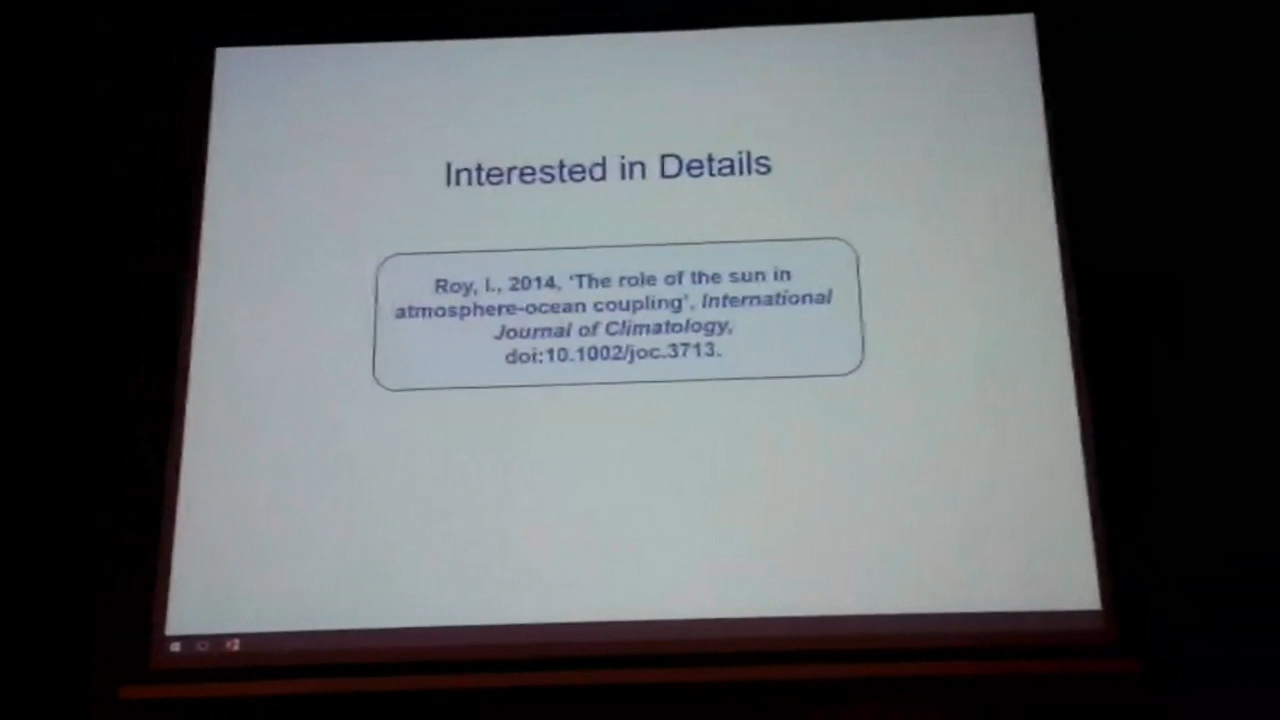 Interested in Details
Roy, I., 2014, ‘The role of the sun in
atmosphere-ocean coupling’, International
Journal of Climatology,
doi:10.1002/joc.3713.